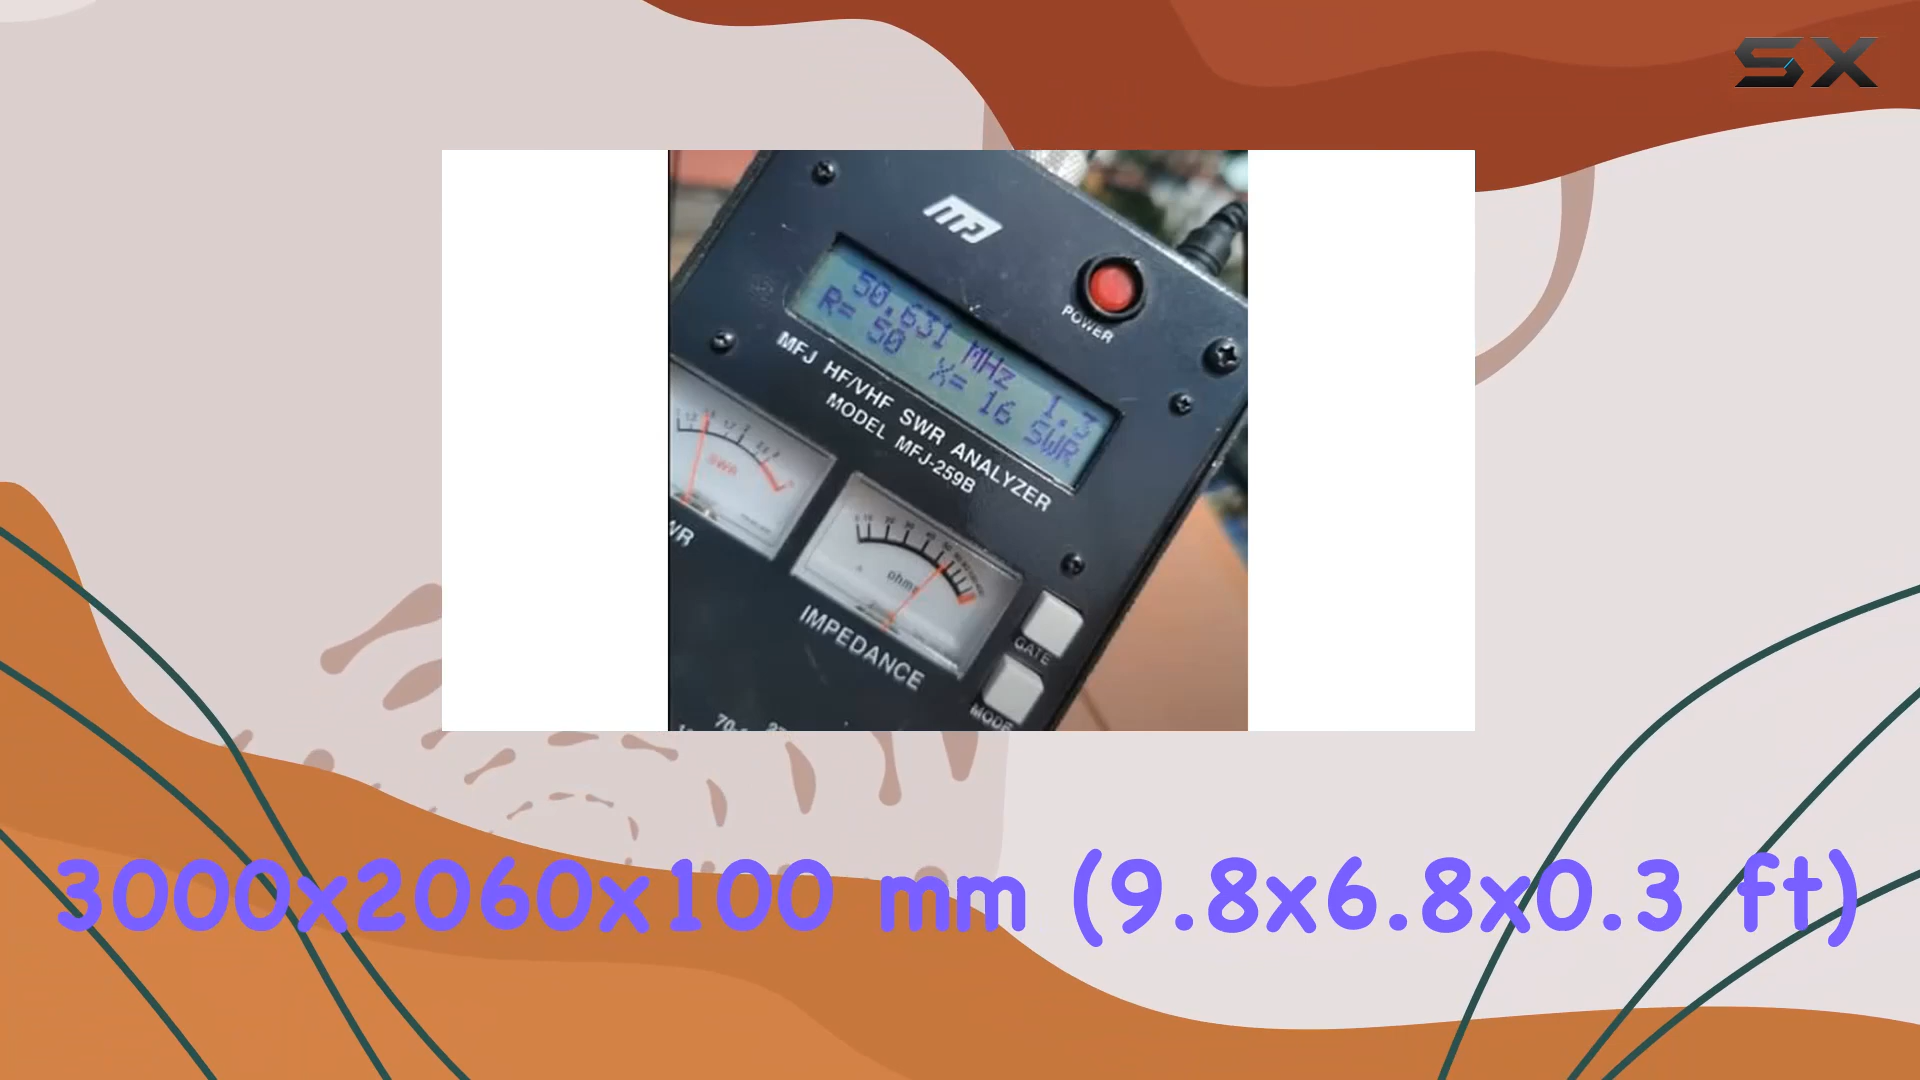 SX
MFJ
50.631 MHz 1.3
R= 50 X= 16 SWR
POWER
MFJ HF/VHF SWR ANALYZER
MODEL MFJ-259B
SWR
ohms
WR
IMPEDANCE
GATE
MODE
3000x2060x100 mm (9.8x6.8x0.3 ft)